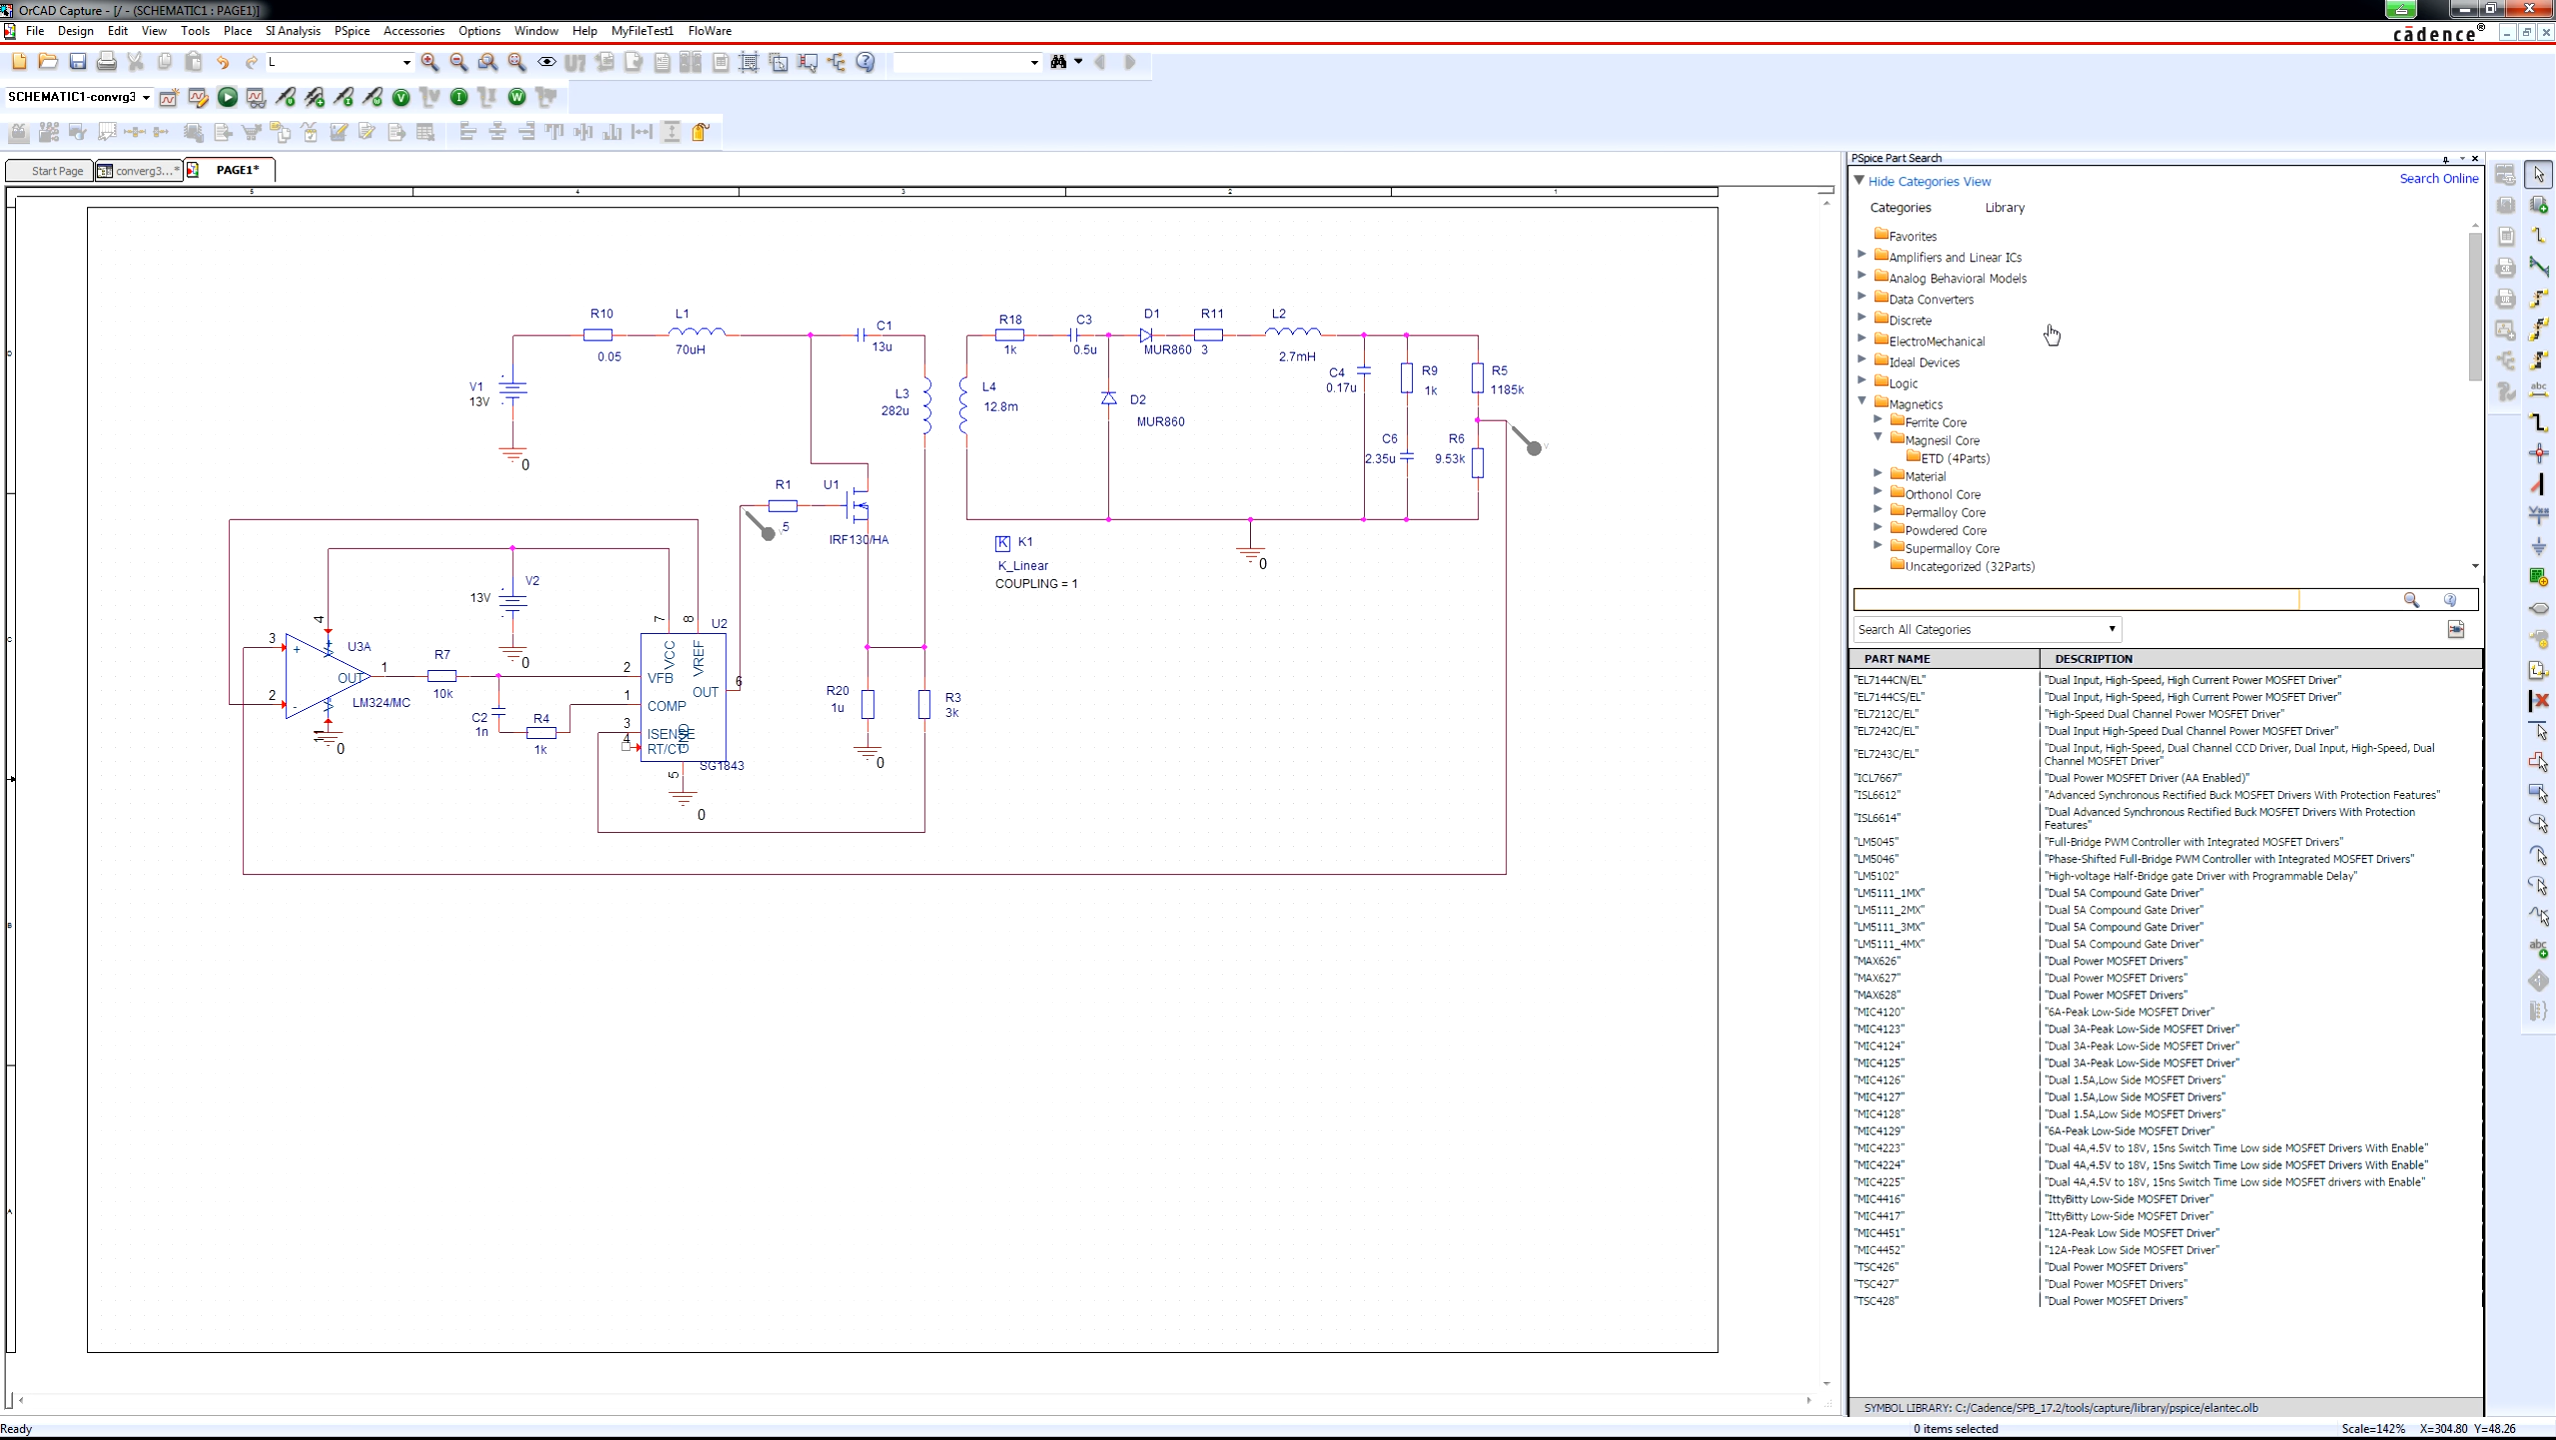 OrCAD Capture - [/ - (SCHEMATIC1 : PAGE1)]
File Design Edit View Tools Place SI Analysis PSpice Accessories Options Window Help MyFileTest1 FloWare
cādence®
L
SCHEMATIC1-convrg3
Start Page converg3...* PAGE1*
5 4 3 2 1
R10
0.05
L1
70uH
C1
13u
R18
1k
C3
0.5u
D1
MUR860
R11
3
L2
2.7mH
V1
13V
0
L3
282u
L4
12.8m
D2
MUR860
C4
0.17u
R9
1k
R5
1185k
C6
2.35u
R6
9.53k
R1
5
U1
IRF130/HA
K K1
K_Linear
COUPLING = 1
0
V2
13V
0
4
3
2
U3A
OUT
1
LM324/MC
11
0
R7
10k
C2
1n
R4
1k
7
8
U2
VCC
VREF
2
VFB
OUT
6
1
COMP
3
ISENSE
4
RT/CT
GND
SG1843
5
0
R20
1u
R3
3k
0
PSpice Part Search
Hide Categories View
Search Online
Categories Library
Favorites
Amplifiers and Linear ICs
Analog Behavioral Models
Data Converters
Discrete
ElectroMechanical
Ideal Devices
Logic
Magnetics
Ferrite Core
Magnesil Core
ETD (4Parts)
Material
Orthonol Core
Permalloy Core
Powdered Core
Supermalloy Core
Uncategorized (32Parts)
Search All Categories
PART NAME DESCRIPTION
"EL7144CN/EL" "Dual Input, High-Speed, High Current Power MOSFET Driver"
"EL7144CS/EL" "Dual Input, High-Speed, High Current Power MOSFET Driver"
"EL7212C/EL" "High-Speed Dual Channel Power MOSFET Driver"
"EL7242C/EL" "Dual Input High-Speed Dual Channel Power MOSFET Driver"
"EL7243C/EL" "Dual Input, High-Speed, Dual Channel CCD Driver, Dual Input, High-Speed, Dual
Channel MOSFET Driver"
"ICL7667" "Dual Power MOSFET Driver (AA Enabled)"
"ISL6612" "Advanced Synchronous Rectified Buck MOSFET Drivers With Protection Features"
"ISL6614" "Dual Advanced Synchronous Rectified Buck MOSFET Drivers With Protection
Features"
"LM5045" "Full-Bridge PWM Controller with Integrated MOSFET Drivers"
"LM5046" "Phase-Shifted Full-Bridge PWM Controller with Integrated MOSFET Drivers"
"LM5102" "High-voltage Half-Bridge gate Driver with Programmable Delay"
"LM5111_1MX" "Dual 5A Compound Gate Driver"
"LM5111_2MX" "Dual 5A Compound Gate Driver"
"LM5111_3MX" "Dual 5A Compound Gate Driver"
"LM5111_4MX" "Dual 5A Compound Gate Driver"
"MAX626" "Dual Power MOSFET Drivers"
"MAX627" "Dual Power MOSFET Drivers"
"MAX628" "Dual Power MOSFET Drivers"
"MIC4120" "6A-Peak Low-Side MOSFET Driver"
"MIC4123" "Dual 3A-Peak Low-Side MOSFET Driver"
"MIC4124" "Dual 3A-Peak Low-Side MOSFET Driver"
"MIC4125" "Dual 3A-Peak Low-Side MOSFET Driver"
"MIC4126" "Dual 1.5A,Low Side MOSFET Drivers"
"MIC4127" "Dual 1.5A,Low Side MOSFET Drivers"
"MIC4128" "Dual 1.5A,Low Side MOSFET Drivers"
"MIC4129" "6A-Peak Low-Side MOSFET Driver"
"MIC4223" "Dual 4A,4.5V to 18V, 15ns Switch Time Low side MOSFET Drivers With Enable"
"MIC4224" "Dual 4A,4.5V to 18V, 15ns Switch Time Low side MOSFET Drivers With Enable"
"MIC4225" "Dual 4A,4.5V to 18V, 15ns Switch Time Low side MOSFET drivers with Enable"
"MIC4416" "IttyBitty Low-Side MOSFET Driver"
"MIC4417" "IttyBitty Low-Side MOSFET Driver"
"MIC4451" "12A-Peak Low Side MOSFET Driver"
"MIC4452" "12A-Peak Low Side MOSFET Driver"
"TSC426" "Dual Power MOSFET Drivers"
"TSC427" "Dual Power MOSFET Drivers"
"TSC428" "Dual Power MOSFET Drivers"
SYMBOL LIBRARY: C:/Cadence/SPB_17.2/tools/capture/library/pspice/elantec.olb
Ready 0 items selected Scale=142% X=304.80 Y=48.26